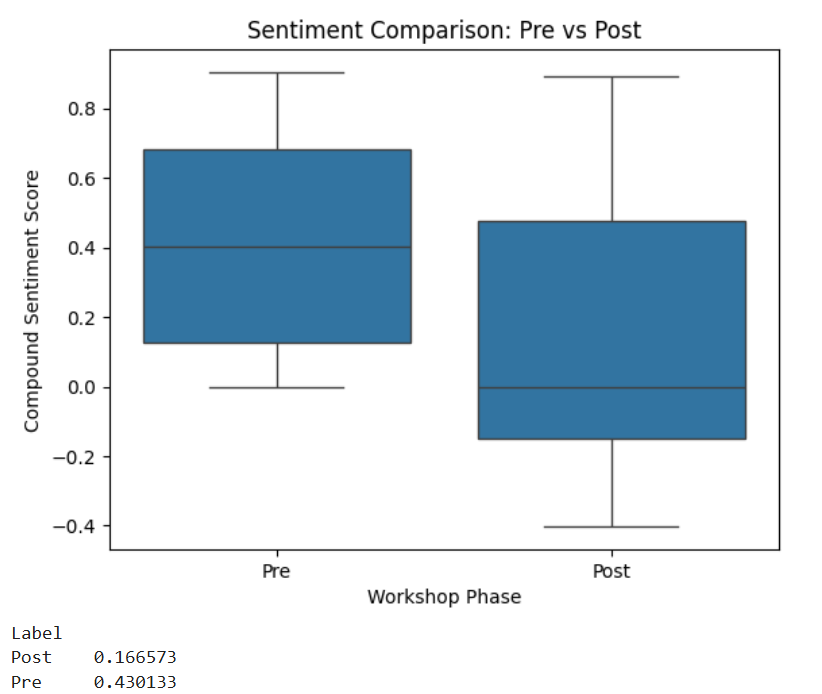 Sentiment Comparison: Pre vs Post
Compound Sentiment Score
0.8
0.6
0.4
0.2
0.0
−0.2
−0.4
Pre Post
Workshop Phase
Label
Post 0.166573
Pre 0.430133